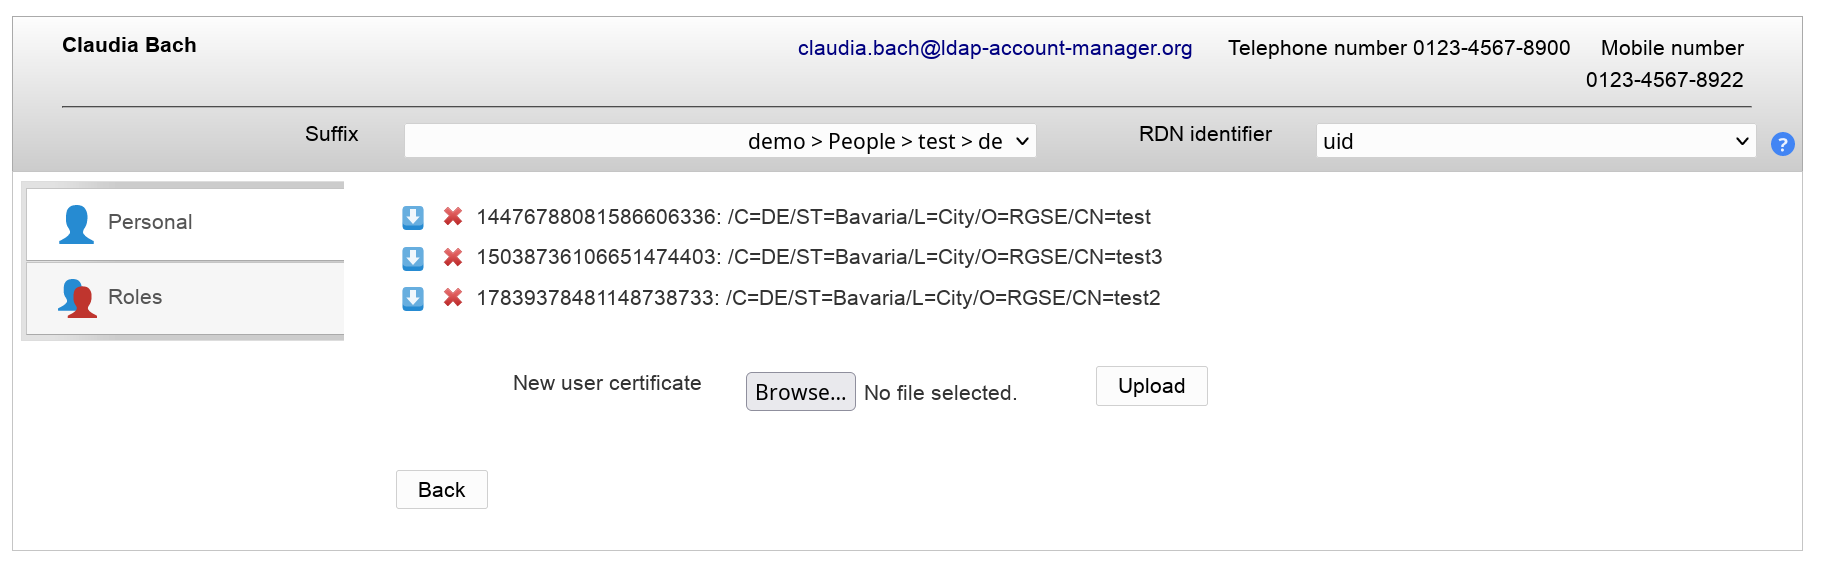 Claudia Bach
claudia.bach@ldap-account-manager.org Telephone number 0123-4567-8900 Mobile number
0123-4567-8922
Suffix demo > People > test > de RDN identifier uid ?
Personal
Roles
14476788081586606336: /C=DE/ST=Bavaria/L=City/O=RGSE/CN=test
15038736106651474403: /C=DE/ST=Bavaria/L=City/O=RGSE/CN=test3
17839378481148738733: /C=DE/ST=Bavaria/L=City/O=RGSE/CN=test2
New user certificate Browse... No file selected. Upload
Back